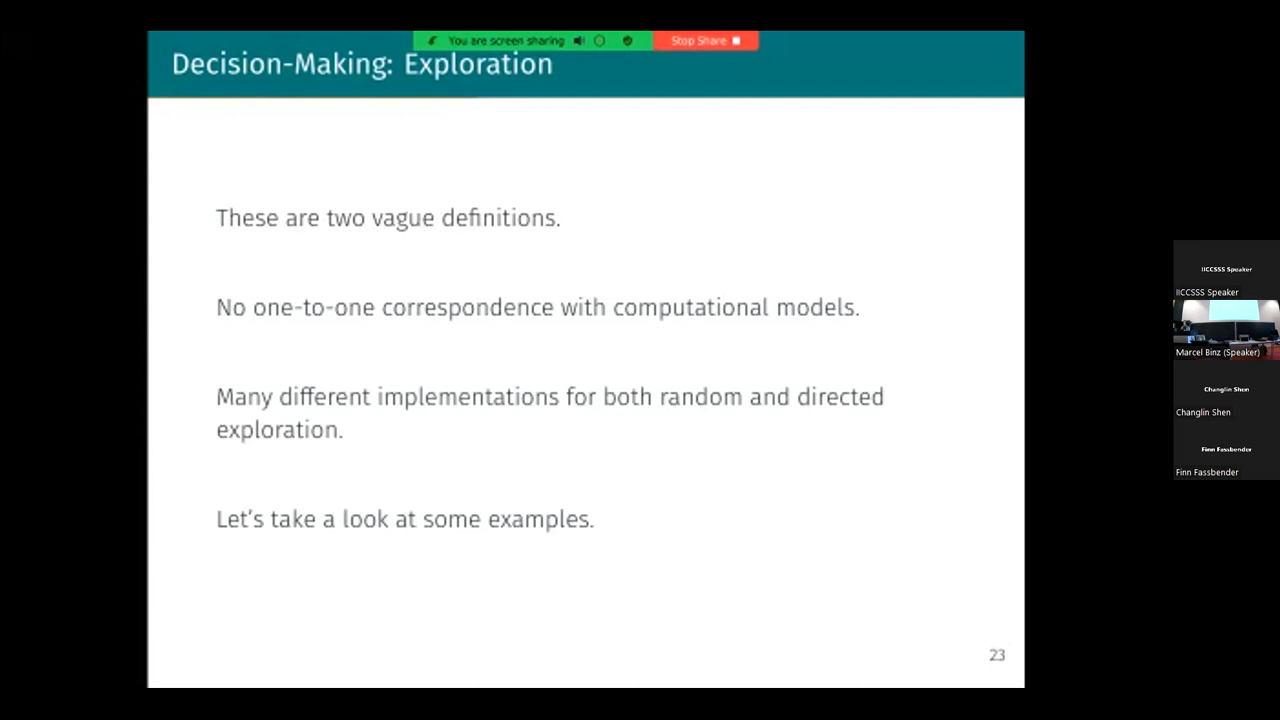 You are screen sharing
Stop Share
Decision-Making: Exploration
These are two vague definitions.
No one-to-one correspondence with computational models.
Many different implementations for both random and directed
exploration.
Let's take a look at some examples.
23
IICCSSS Speaker
IICCSSS Speaker
Marcel Binz (Speaker)
Changlin Shen
Changlin Shen
Finn Fassbender
Finn Fassbender